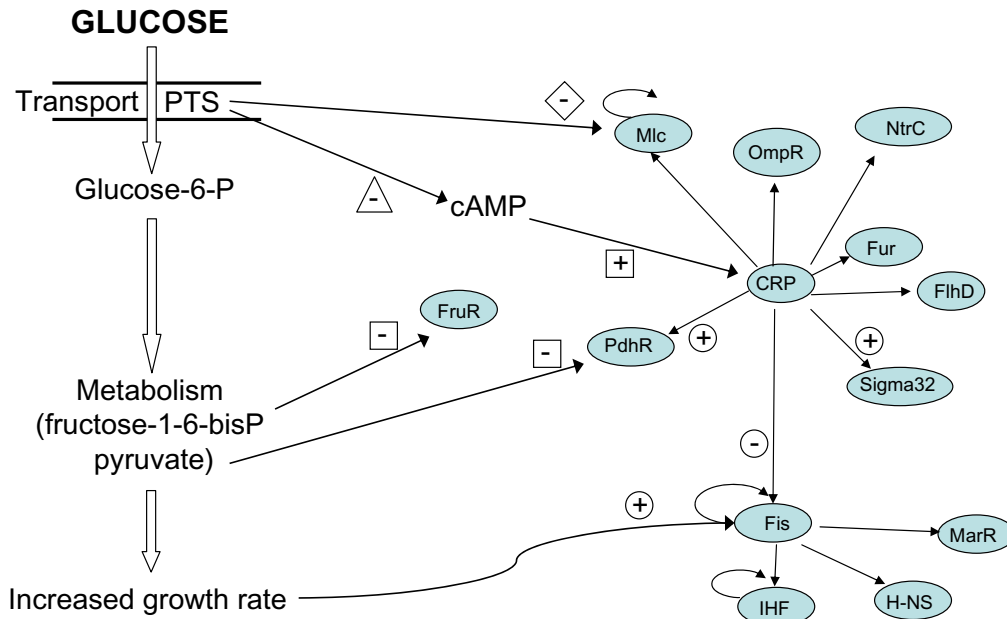 GLUCOSE
Transport PTS
-
Mlc
OmpR
NtrC
Glucose-6-P
-
cAMP
+
CRP
Fur
FlhD
FruR
-
-
PdhR
+
+
Sigma32
Metabolism
(fructose-1-6-bisP
pyruvate)
-
+
Fis
MarR
Increased growth rate
IHF
H-NS